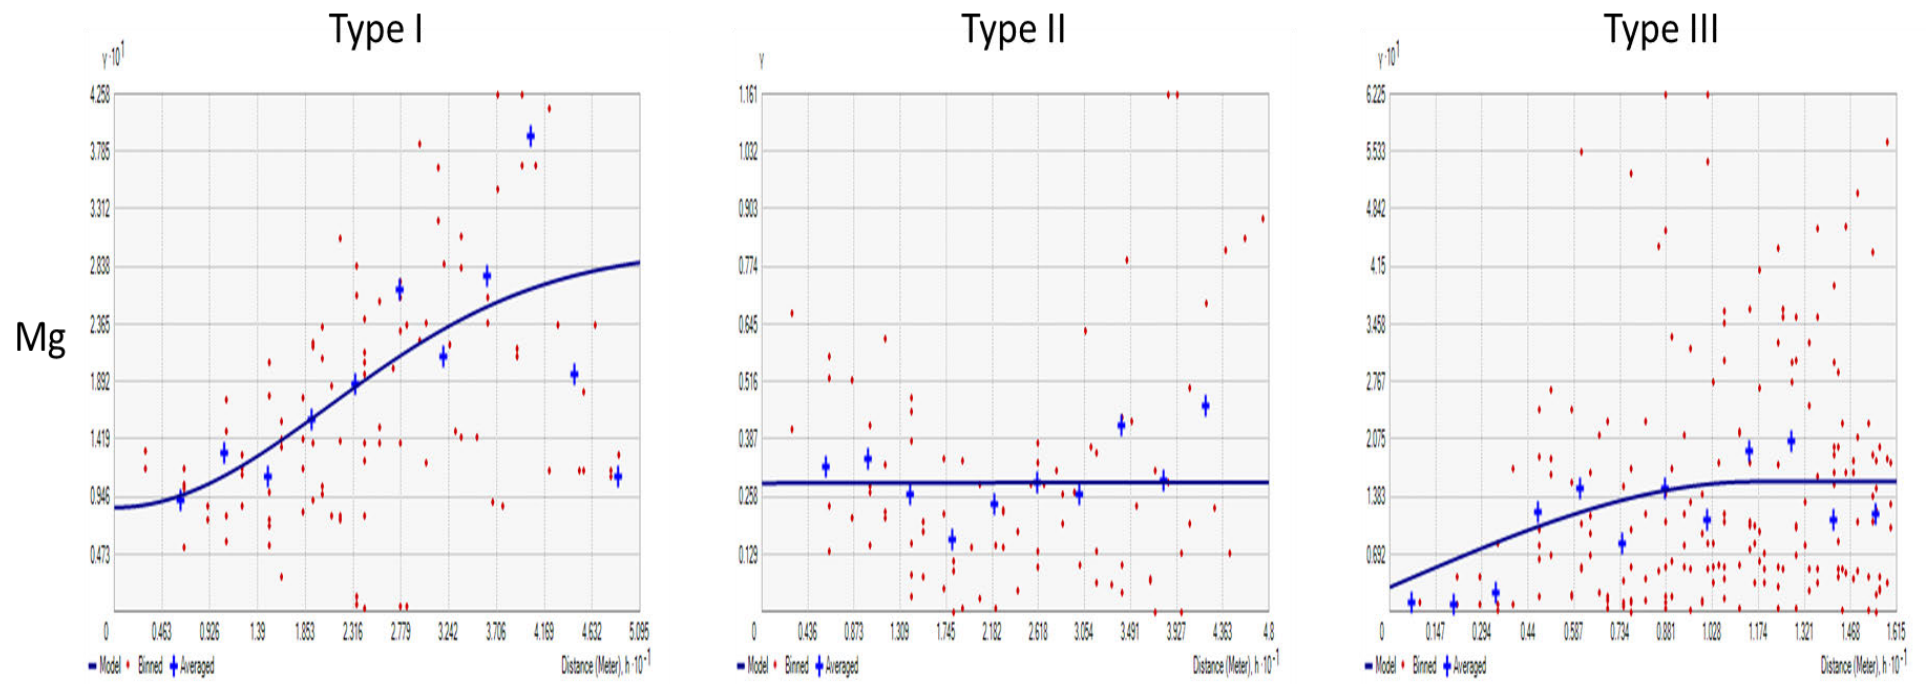 Type I
Type II
Type III
γ·10¹
γ
γ·10¹
4.258
3.785
3.312
2.838
2.365
1.892
1.419
0.946
0.473
1.161
1.032
0.903
0.774
0.645
0.516
0.387
0.258
0.129
6.225
5.533
4.842
4.15
3.458
2.767
2.075
1.383
0.692
Mg
0 0.463 0.926 1.39 1.853 2.316 2.779 3.242 3.706 4.169 4.632 5.095
0 0.436 0.873 1.309 1.745 2.182 2.618 3.054 3.491 3.927 4.363 4.8
0 0.147 0.294 0.44 0.587 0.734 0.881 1.028 1.174 1.321 1.468 1.615
Model Binned Averaged Distance (Meter), h·10⁻¹
Model Binned Averaged Distance (Meter), h·10⁻¹
Model Binned Averaged Distance (Meter), h·10⁻¹